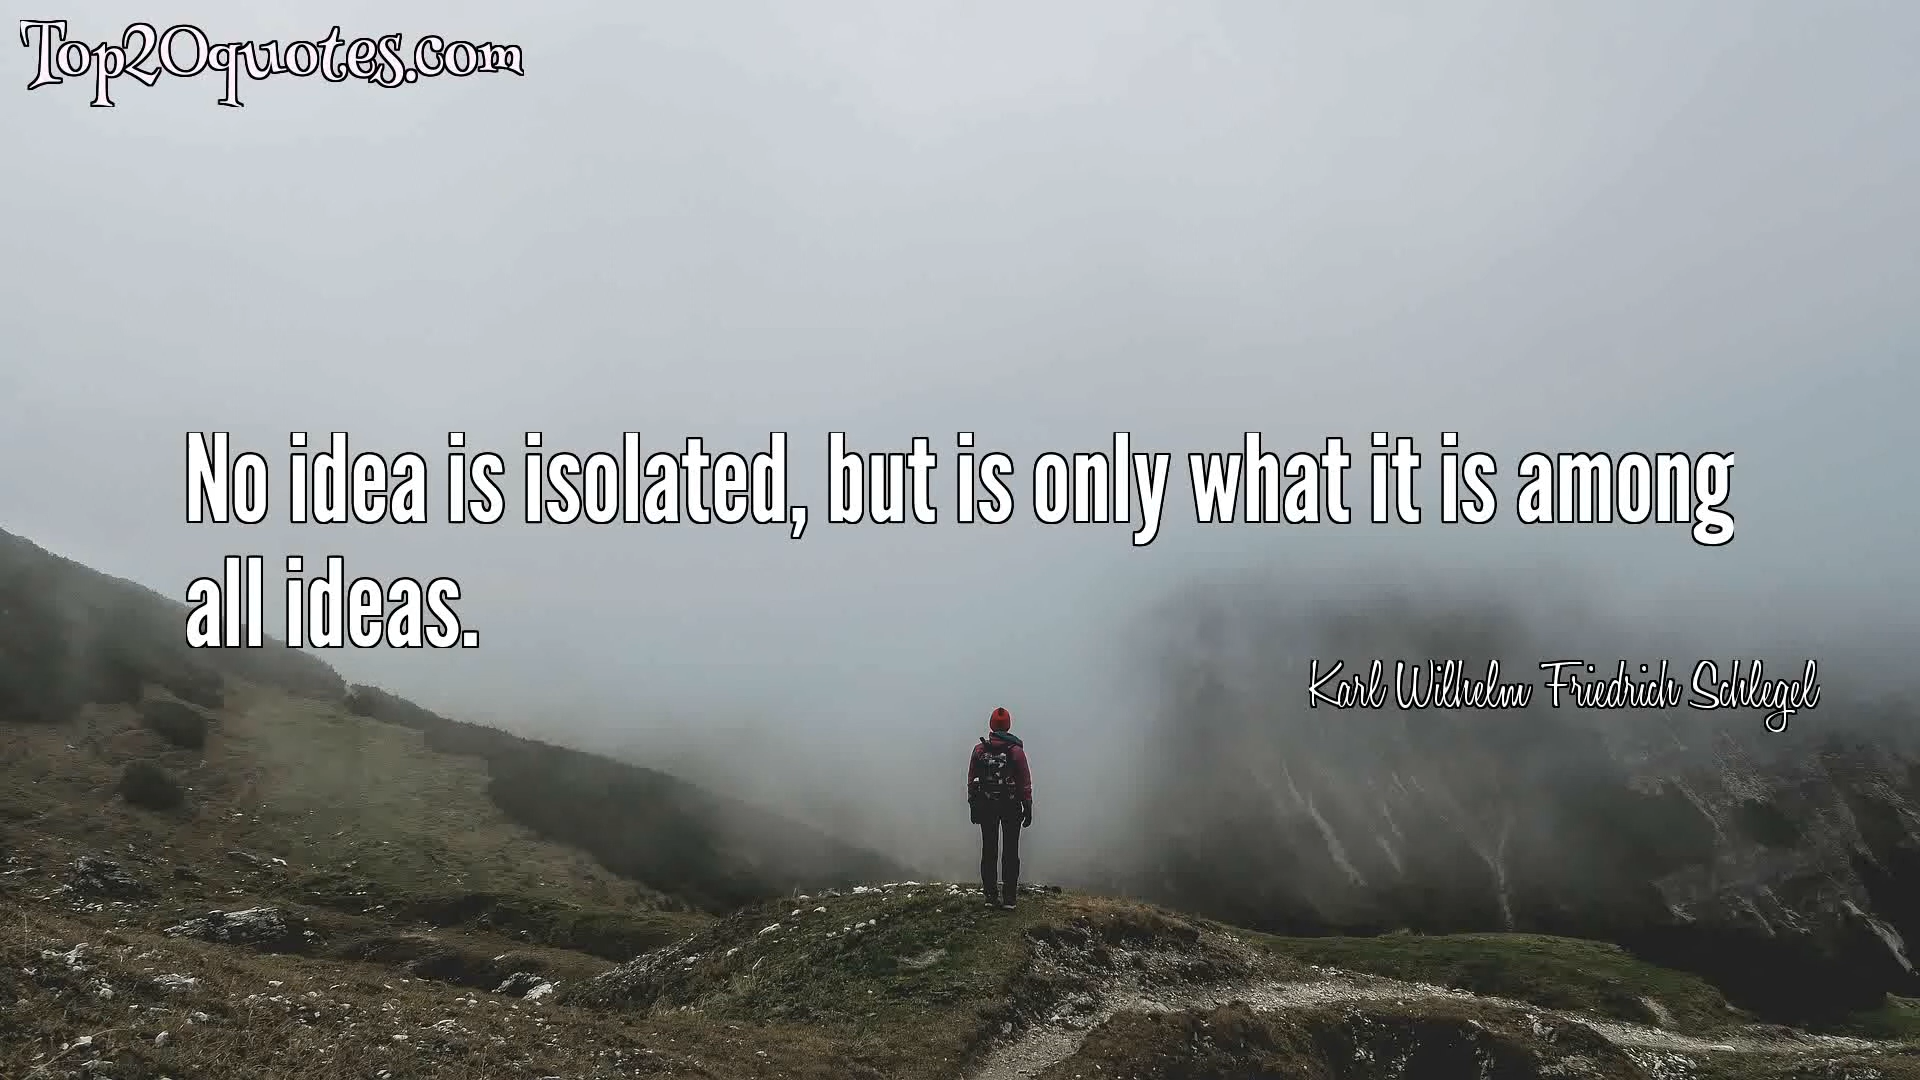 Top20quotes.com
No idea is isolated, but is only what it is among
all ideas.
Karl Wilhelm Friedrich Schlegel